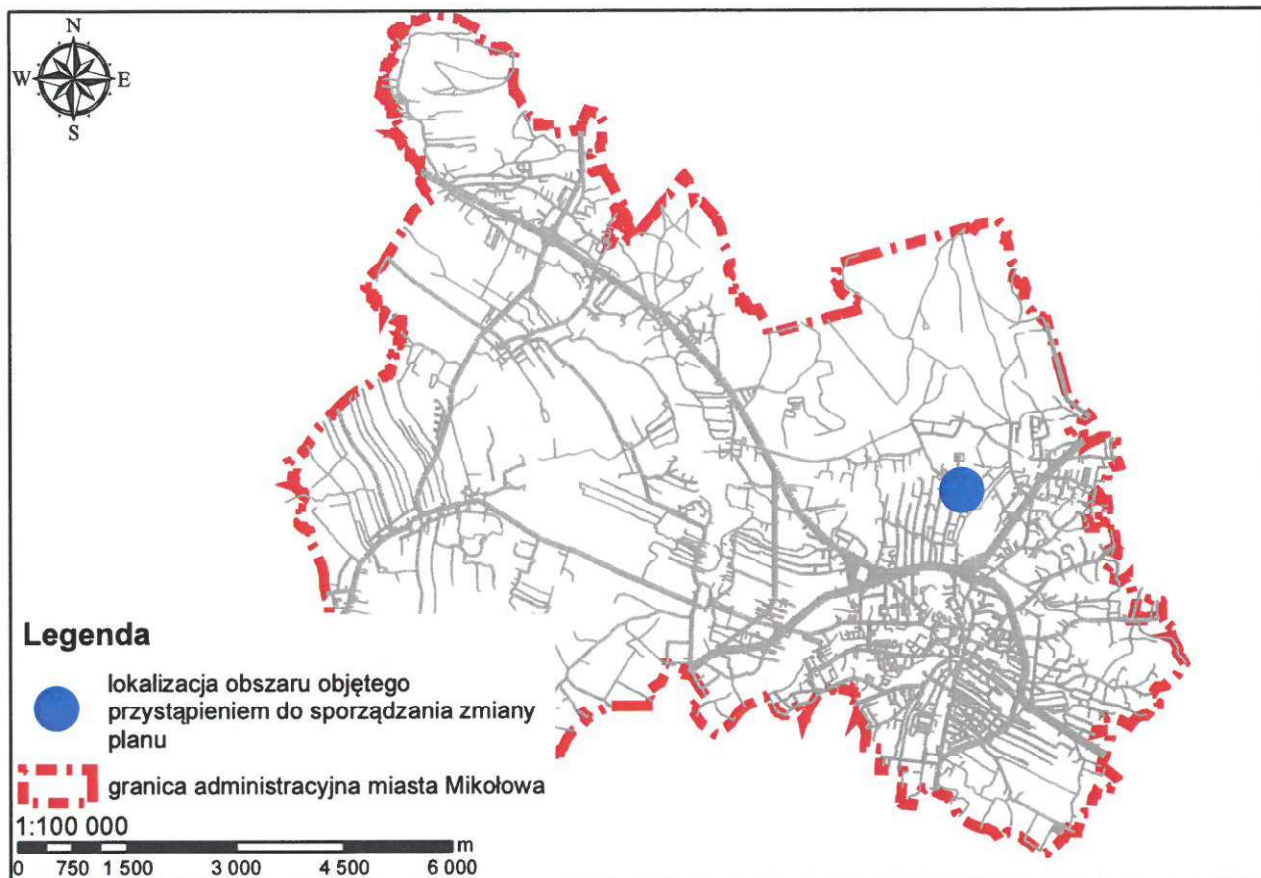 N
W E
S
Legenda
lokalizacja obszaru objętego
przystąpieniem do sporządzania zmiany
planu
granica administracyjna miasta Mikołowa
1:100 000
m
0 750 1 500 3 000 4 500 6 000